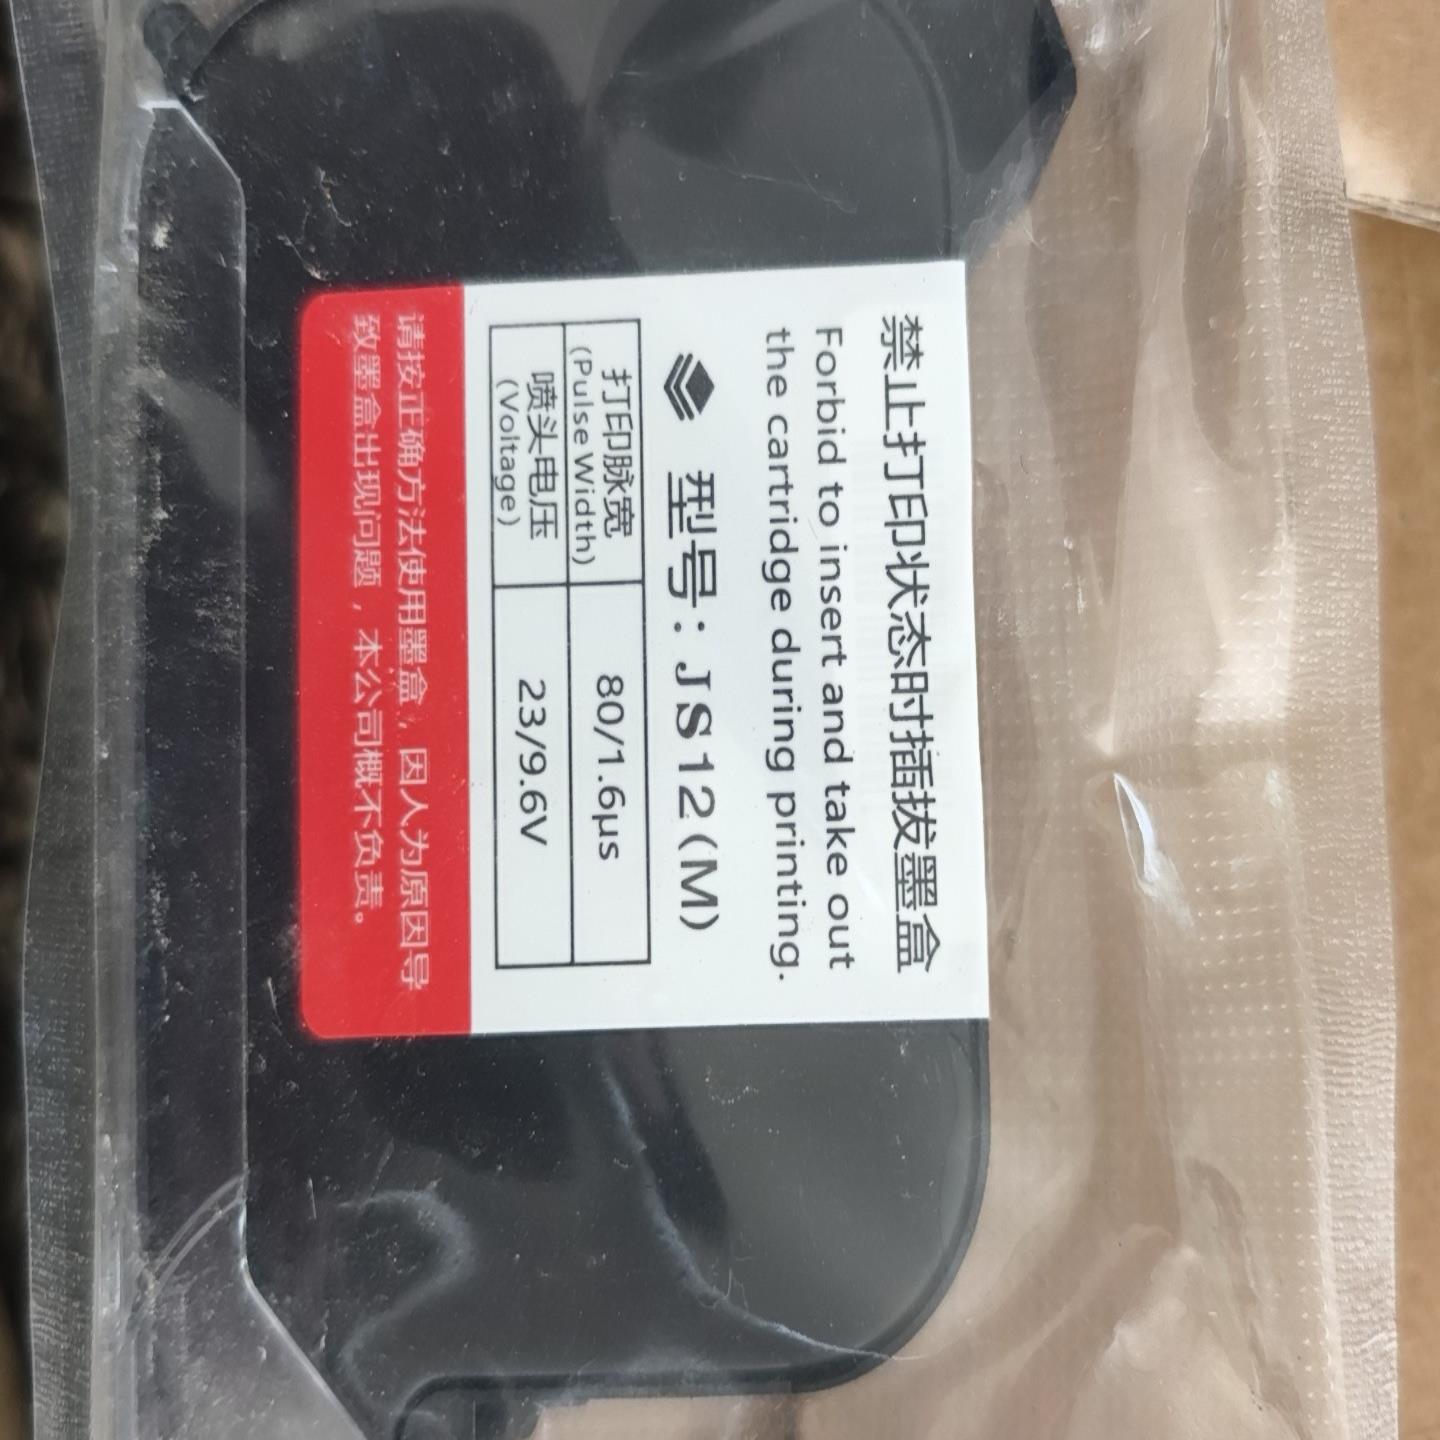 禁止打印状态时插拔墨盒
Forbid to insert and take out
the cartridge during printing.
型号：JS12(M)
打印脉宽
(Pulse Width)
80/1.6μs
喷头电压
(Voltage)
23/9.6V
请按正确方法使用墨盒，因人为原因导
致墨盒出现问题，本公司概不负责。